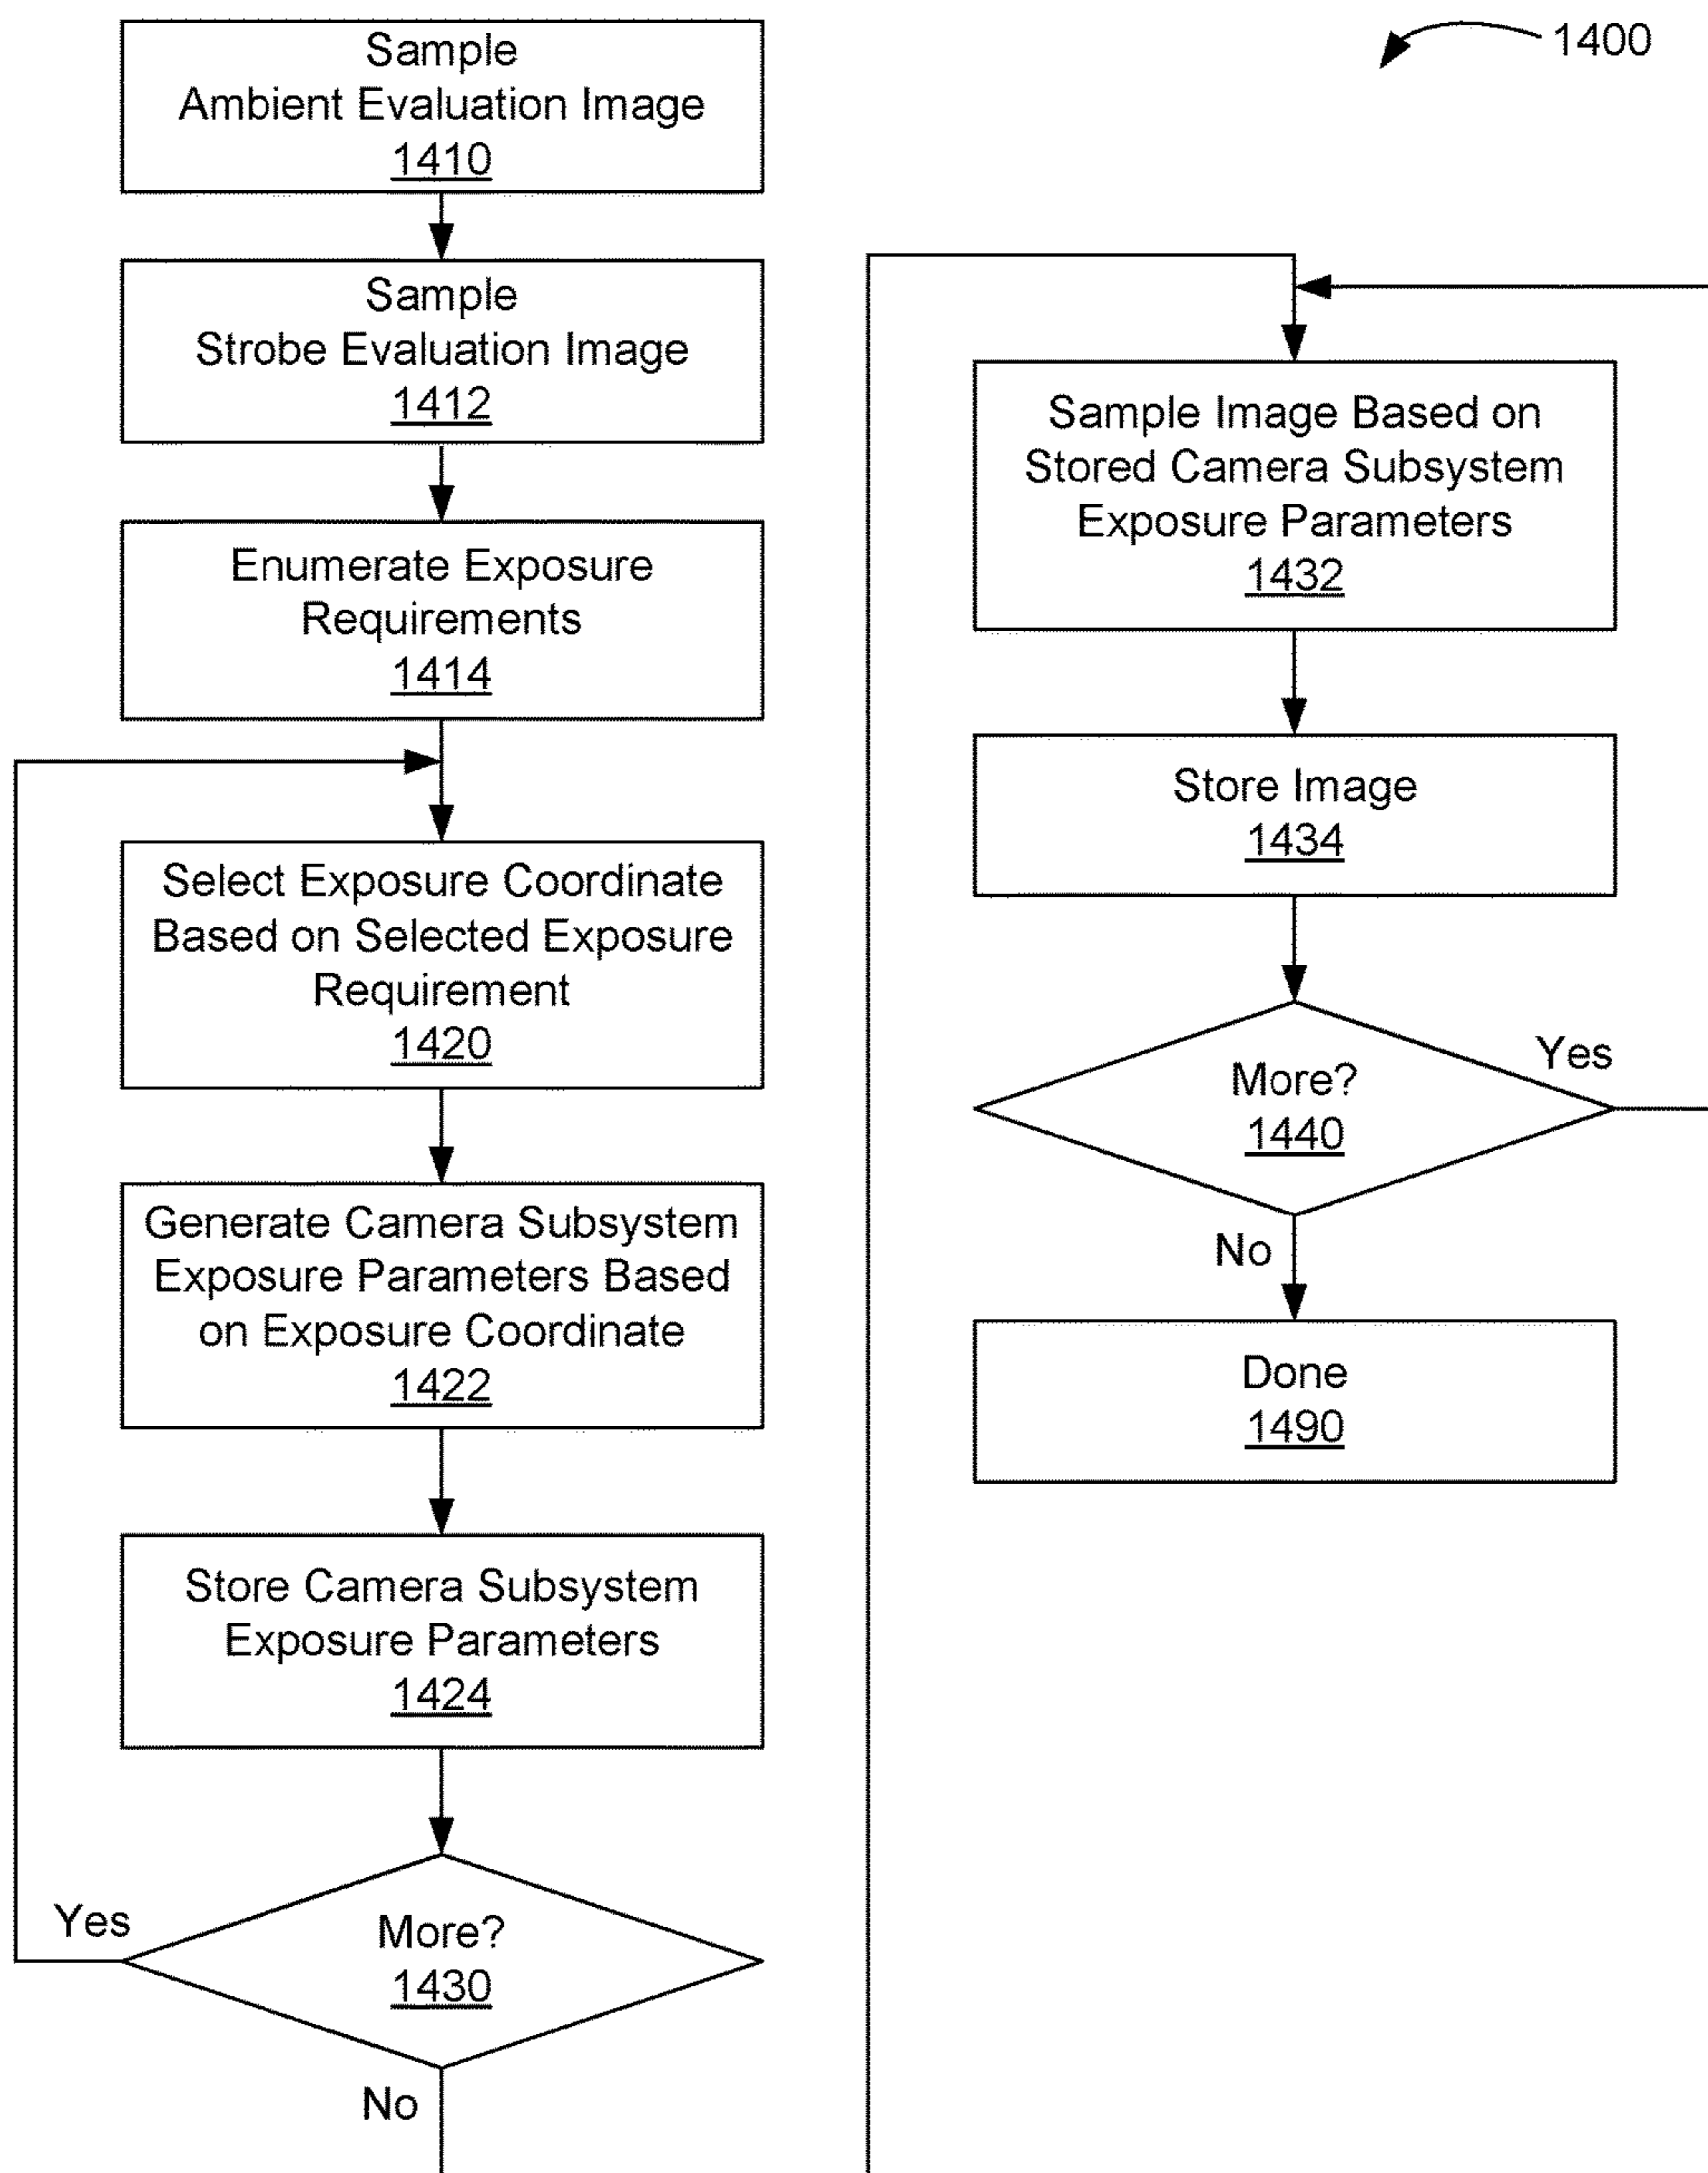 1400
Sample
Ambient Evaluation Image
1410
Sample
Strobe Evaluation Image
1412
Enumerate Exposure
Requirements
1414
Select Exposure Coordinate
Based on Selected Exposure
Requirement
1420
Generate Camera Subsystem
Exposure Parameters Based
on Exposure Coordinate
1422
Store Camera Subsystem
Exposure Parameters
1424
Yes
More?
1430
No
Sample Image Based on
Stored Camera Subsystem
Exposure Parameters
1432
Store Image
1434
More?
1440
Yes
No
Done
1490